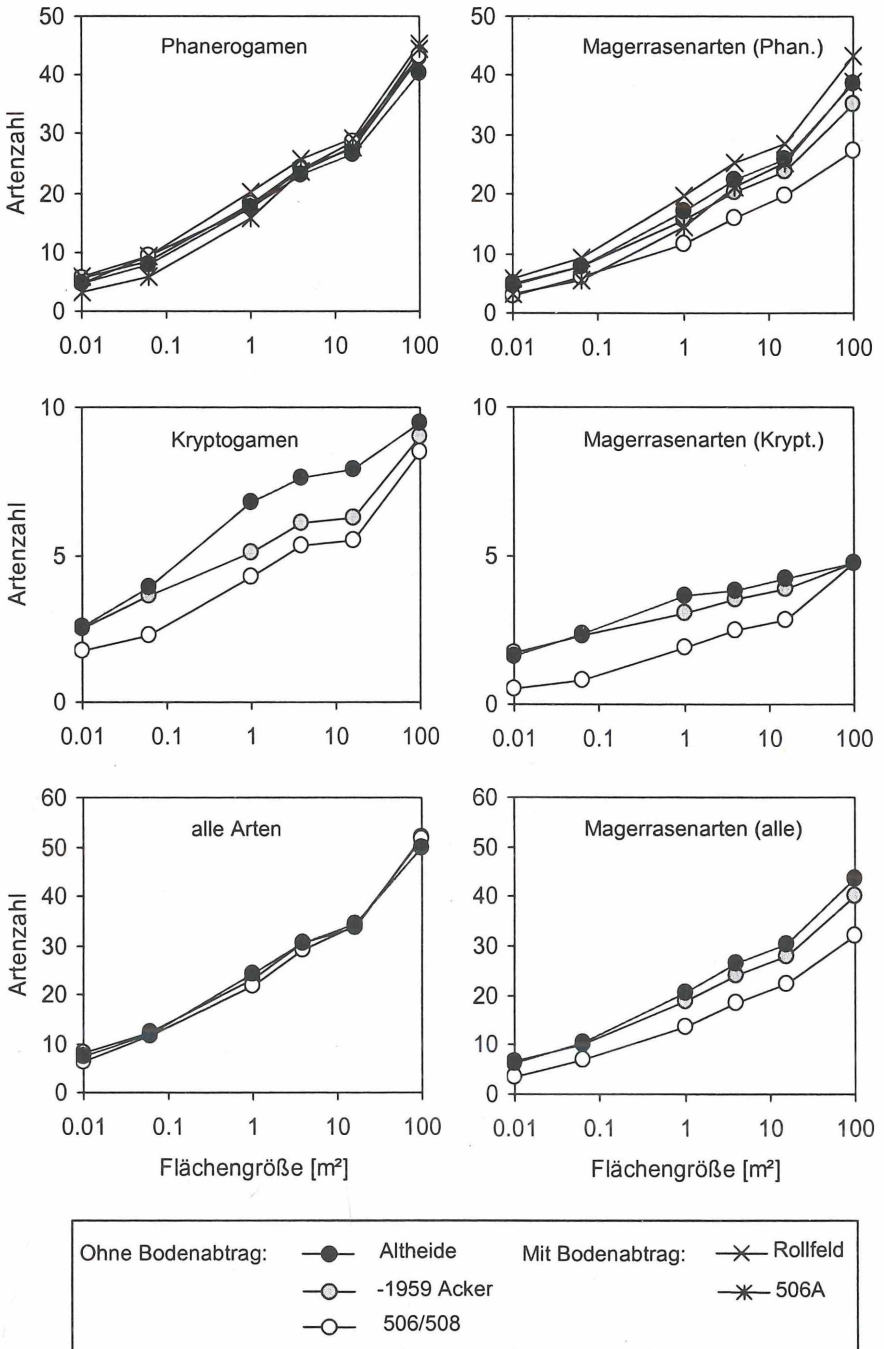 Phanerogamen
Artenzahl
50
40
30
20
10
0
0.01 0.1 1 10 100
Magerrasenarten (Phan.)
50
40
30
20
10
0
0.01 0.1 1 10 100
Kryptogamen
Artenzahl
10
5
0
0.01 0.1 1 10 100
Magerrasenarten (Krypt.)
10
5
0
0.01 0.1 1 10 100
alle Arten
Artenzahl
60
50
40
30
20
10
0
0.01 0.1 1 10 100
Flächengröße [m²]
Magerrasenarten (alle)
60
50
40
30
20
10
0
0.01 0.1 1 10 100
Flächengröße [m²]
Ohne Bodenabtrag: Altheide Mit Bodenabtrag: Rollfeld
-1959 Acker 506A
506/508